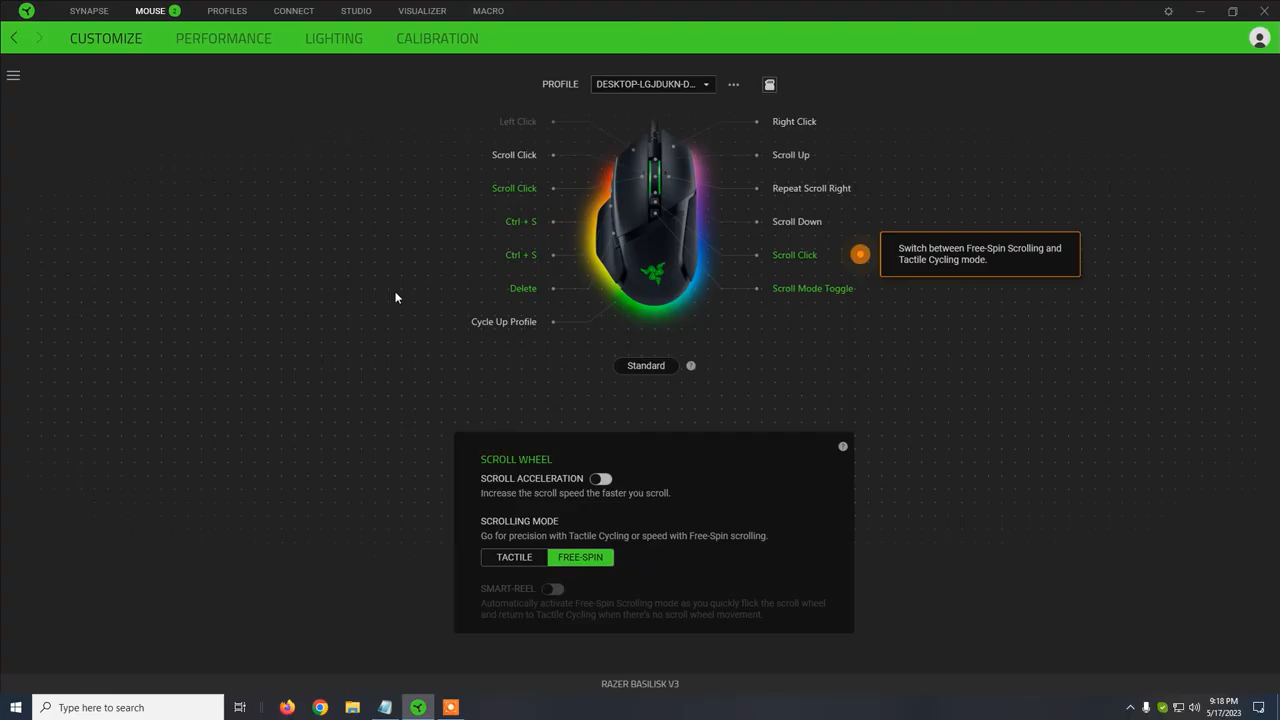 SYNAPSE MOUSE 2 PROFILES CONNECT STUDIO VISUALIZER MACRO
CUSTOMIZE PERFORMANCE LIGHTING CALIBRATION
PROFILE DESKTOP-LGJDUKN-D...
Left Click
Scroll Click
Scroll Click
Ctrl + S
Ctrl + S
Delete
Cycle Up Profile
Right Click
Scroll Up
Repeat Scroll Right
Scroll Down
Scroll Click
Scroll Mode Toggle
Switch between Free-Spin Scrolling and
Tactile Cycling mode.
Standard ?
?
SCROLL WHEEL
SCROLL ACCELERATION
Increase the scroll speed the faster you scroll.
SCROLLING MODE
Go for precision with Tactile Cycling or speed with Free-Spin scrolling.
TACTILE FREE-SPIN
SMART-REEL
Automatically activate Free-Spin Scrolling mode as you quickly flick the scroll wheel
and return to Tactile Cycling when there's no scroll wheel movement.
RAZER BASILISK V3
Type here to search
9:18 PM
5/17/2023